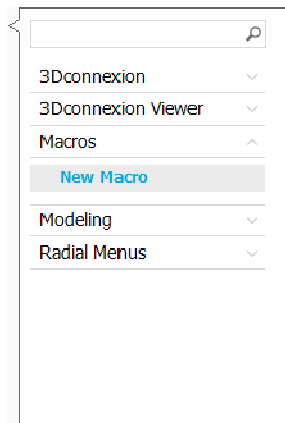 3Dconnexion
3Dconnexion Viewer
Macros
New Macro
Modeling
Radial Menus